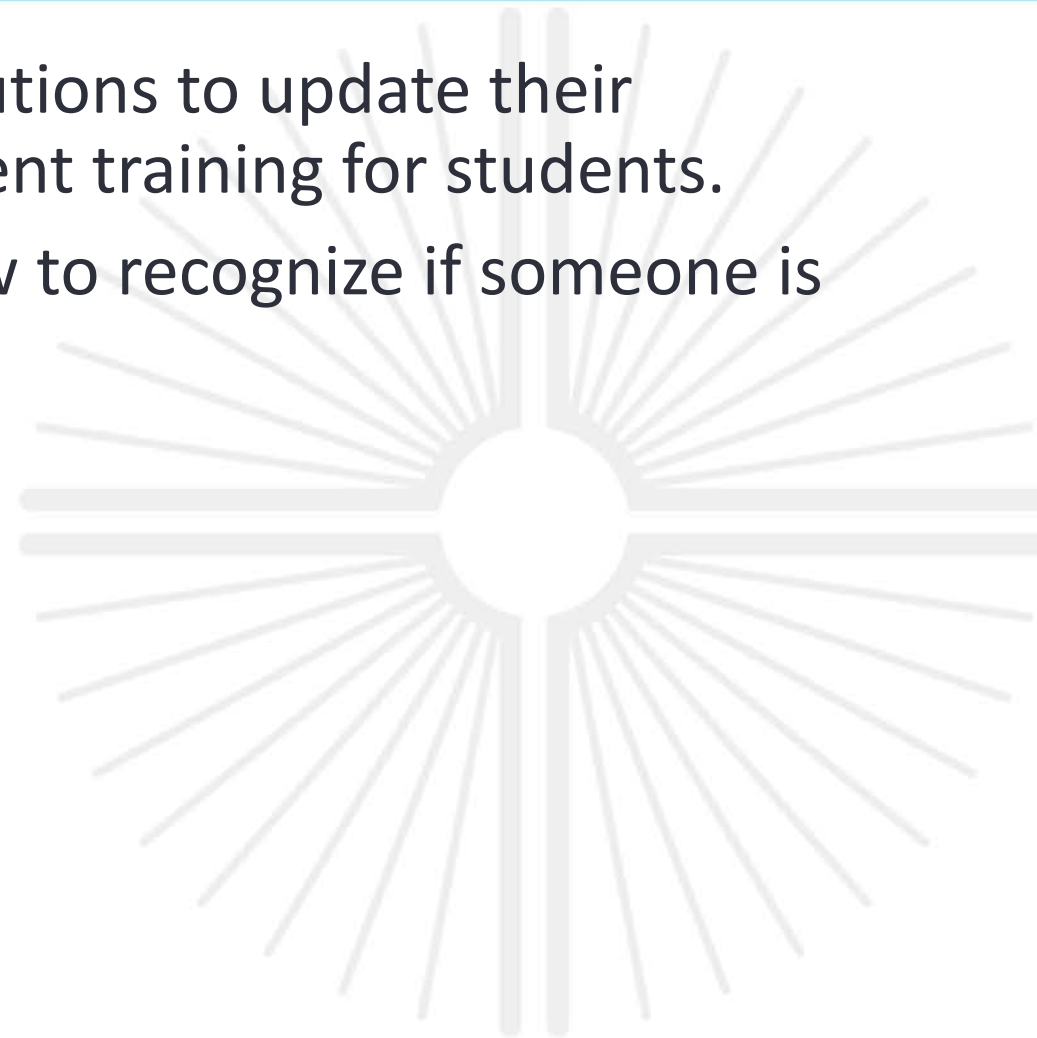 utions to update their
ent training for students.
w to recognize if someone is